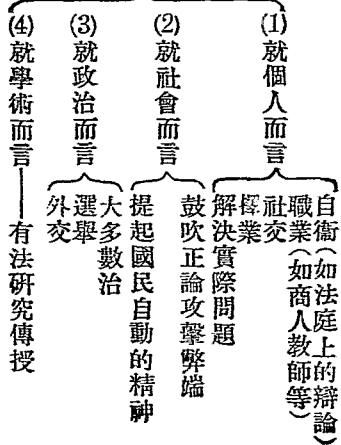 (1)就個人而言
自衞(如法庭上的辯論)
職業(如商人教師等)
社交
擇業
解決實際問題
(2)就社會而言
鼓吹正論攻擊弊端
提起國民自動的精神
(3)就政治而言
大多數治
選舉
外交
(4)就學術而言
有法研究傳授